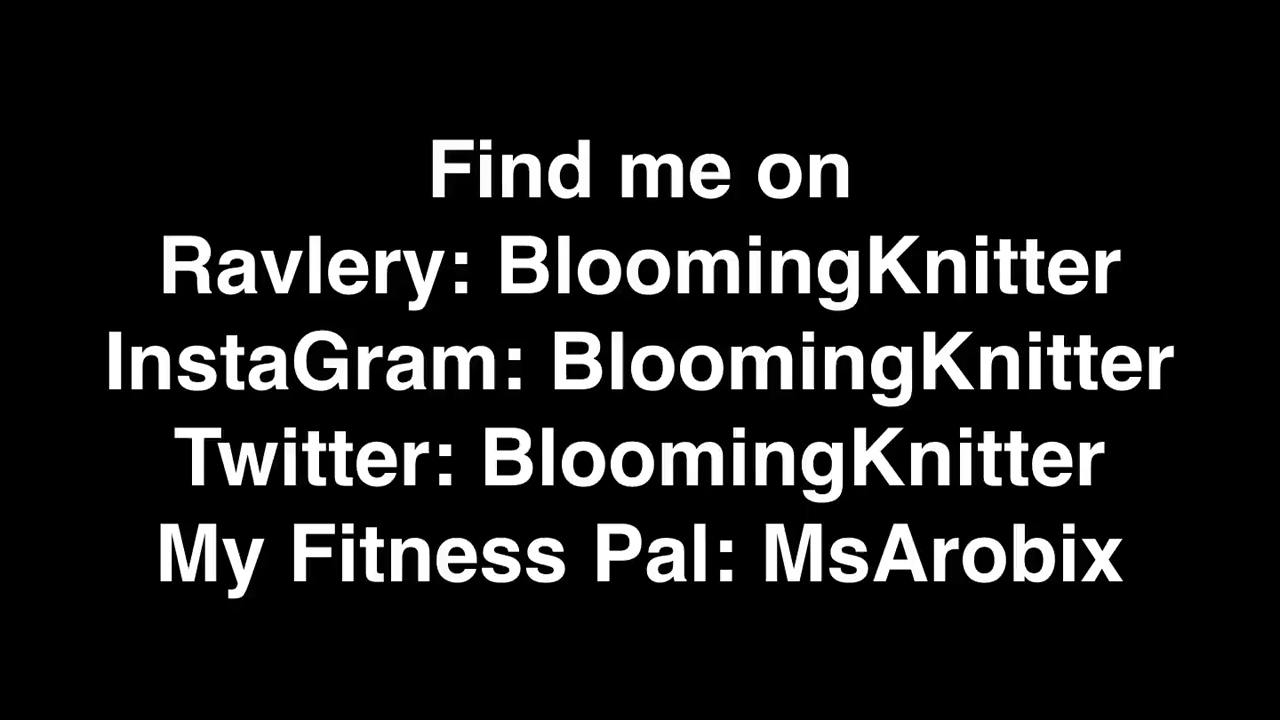 Find me on
Ravlery: BloomingKnitter
InstaGram: BloomingKnitter
Twitter: BloomingKnitter
My Fitness Pal: MsArobix